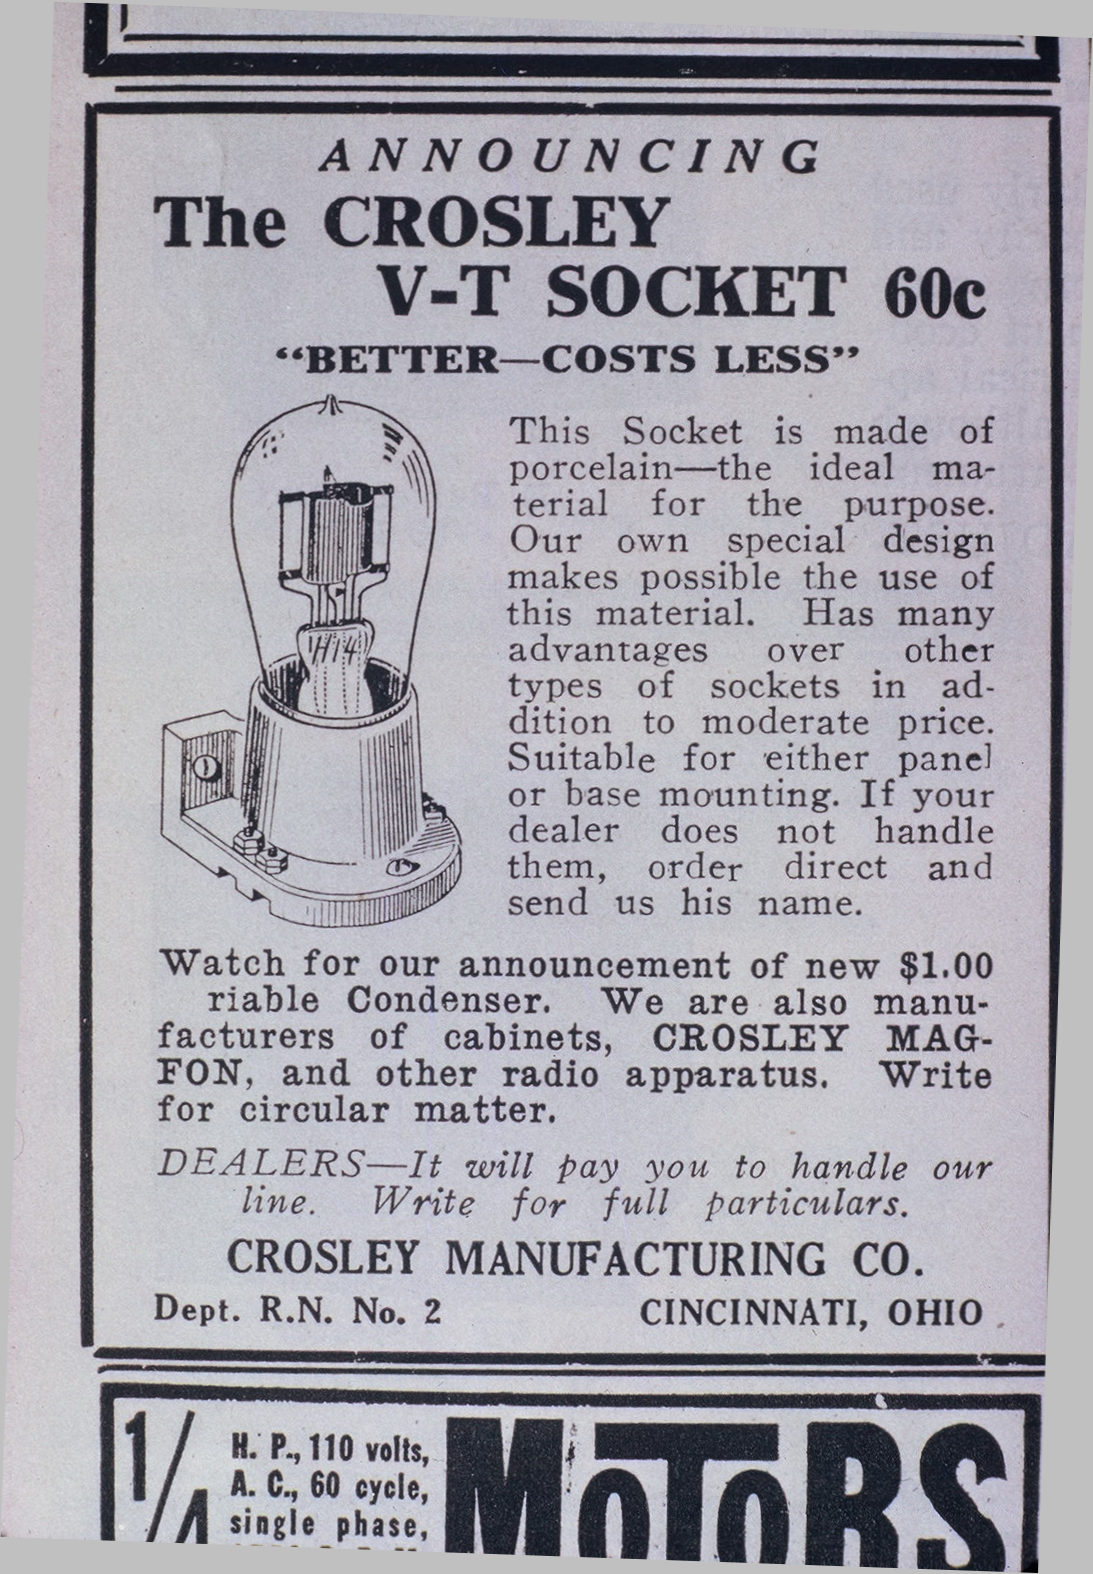 ANNOUNCING
The CROSLEY
V-T SOCKET 60c
"BETTER—COSTS LESS"
This Socket is made of
porcelain—the ideal ma-
terial for the purpose.
Our own special design
makes possible the use of
this material. Has many
advantages over other
types of sockets in ad-
dition to moderate price.
Suitable for either panel
or base mounting. If your
dealer does not handle
them, order direct and
send us his name.
H14
Watch for our announcement of new $1.00
riable Condenser. We are also manu-
facturers of cabinets, CROSLEY MAG-
FON, and other radio apparatus. Write
for circular matter.
DEALERS—It will pay you to handle our
line. Write for full particulars.
CROSLEY MANUFACTURING CO.
Dept. R.N. No. 2 CINCINNATI, OHIO
1/4 H. P., 110 volts, MOTORS
A. C., 60 cycle,
single phase,